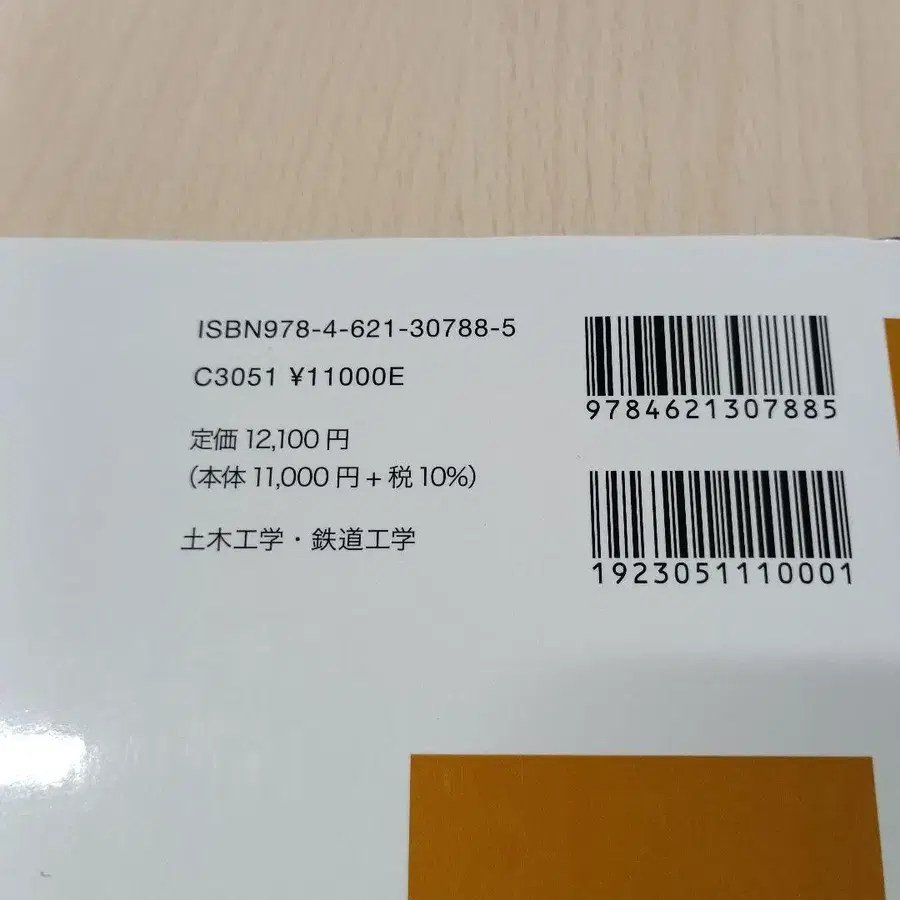 ISBN978-4-621-30788-5
C3051 ¥11000E
定価 12,100 円
(本体 11,000 円 + 税 10%)
土木工学・鉄道工学
9784621307885
1923051110001